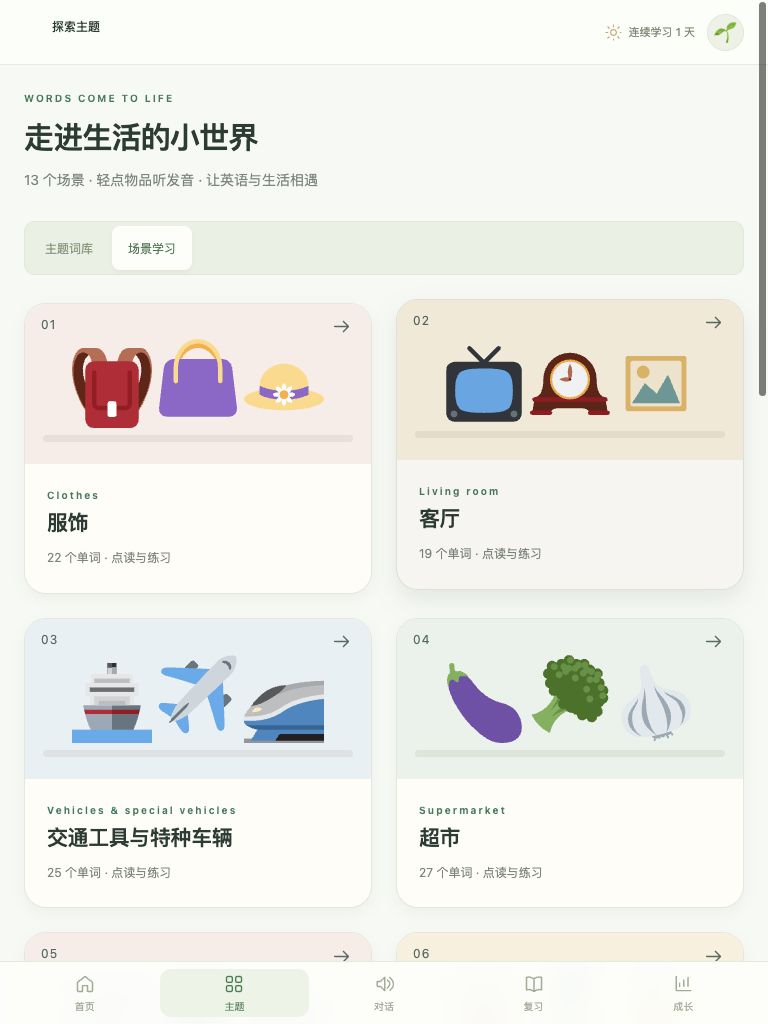 探索主题
连续学习 1 天
WORDS COME TO LIFE
走进生活的小世界
13 个场景 · 轻点物品听发音 · 让英语与生活相遇
主题词库
场景学习
01
Clothes
服饰
22 个单词 · 点读与练习
02
Living room
客厅
19 个单词 · 点读与练习
03
Vehicles & special vehicles
交通工具与特种车辆
25 个单词 · 点读与练习
04
Supermarket
超市
27 个单词 · 点读与练习
05
06
首页
主题
对话
复习
成长